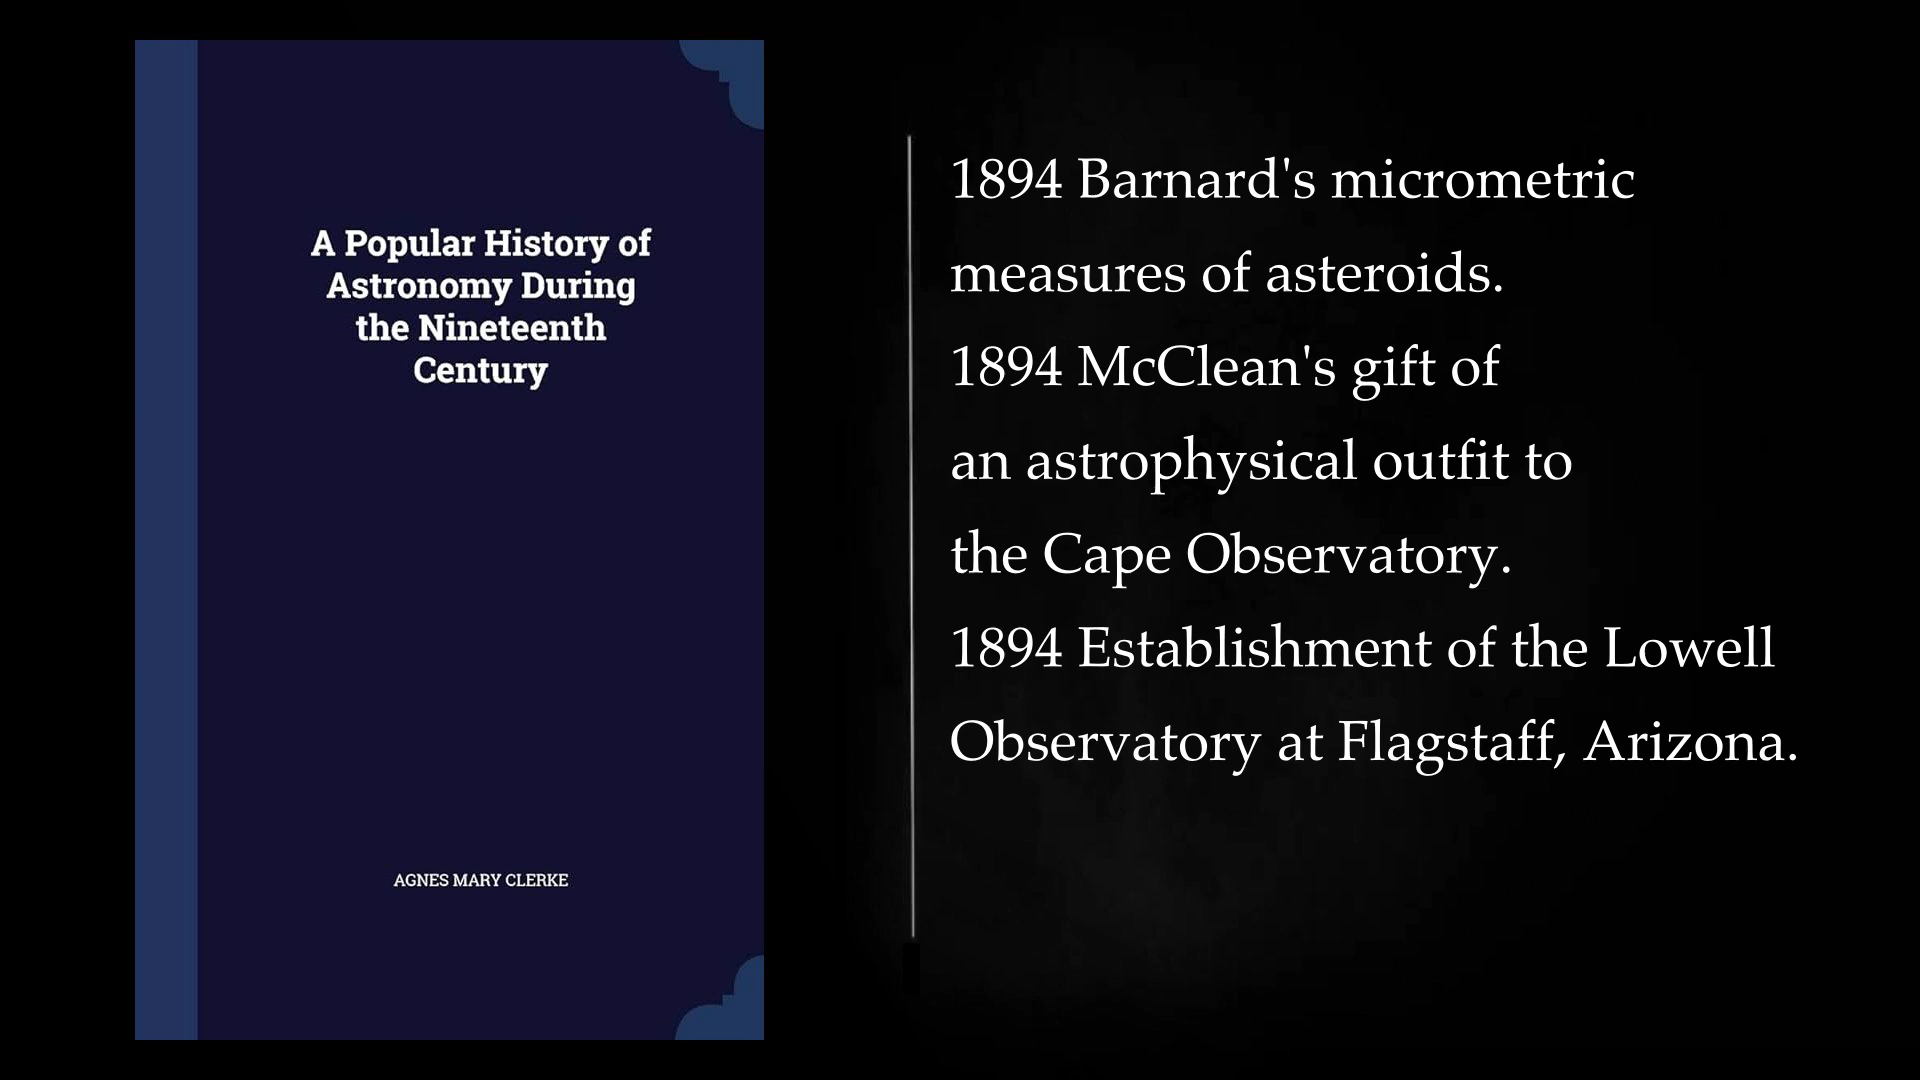 A Popular History of
Astronomy During
the Nineteenth
Century
AGNES MARY CLERKE
1894 Barnard's micrometric
measures of asteroids.
1894 McClean's gift of
an astrophysical outfit to
the Cape Observatory.
1894 Establishment of the Lowell
Observatory at Flagstaff, Arizona.